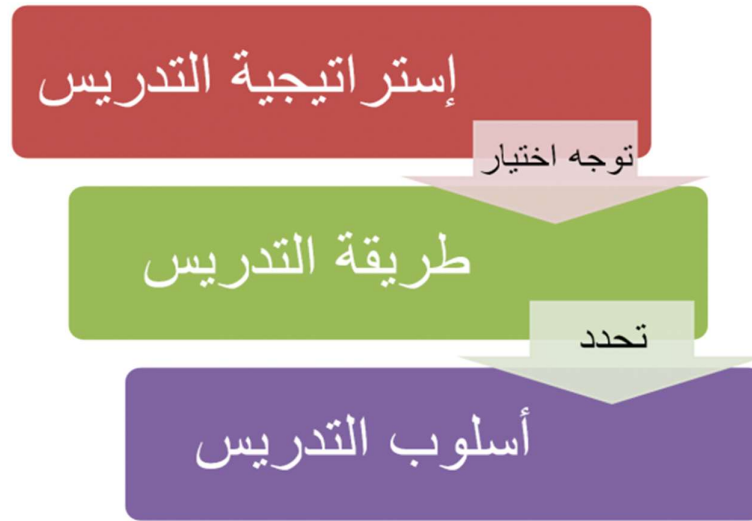 إستراتيجية التدريس
توجه اختيار
طريقة التدريس
تحدد
أسلوب التدريس